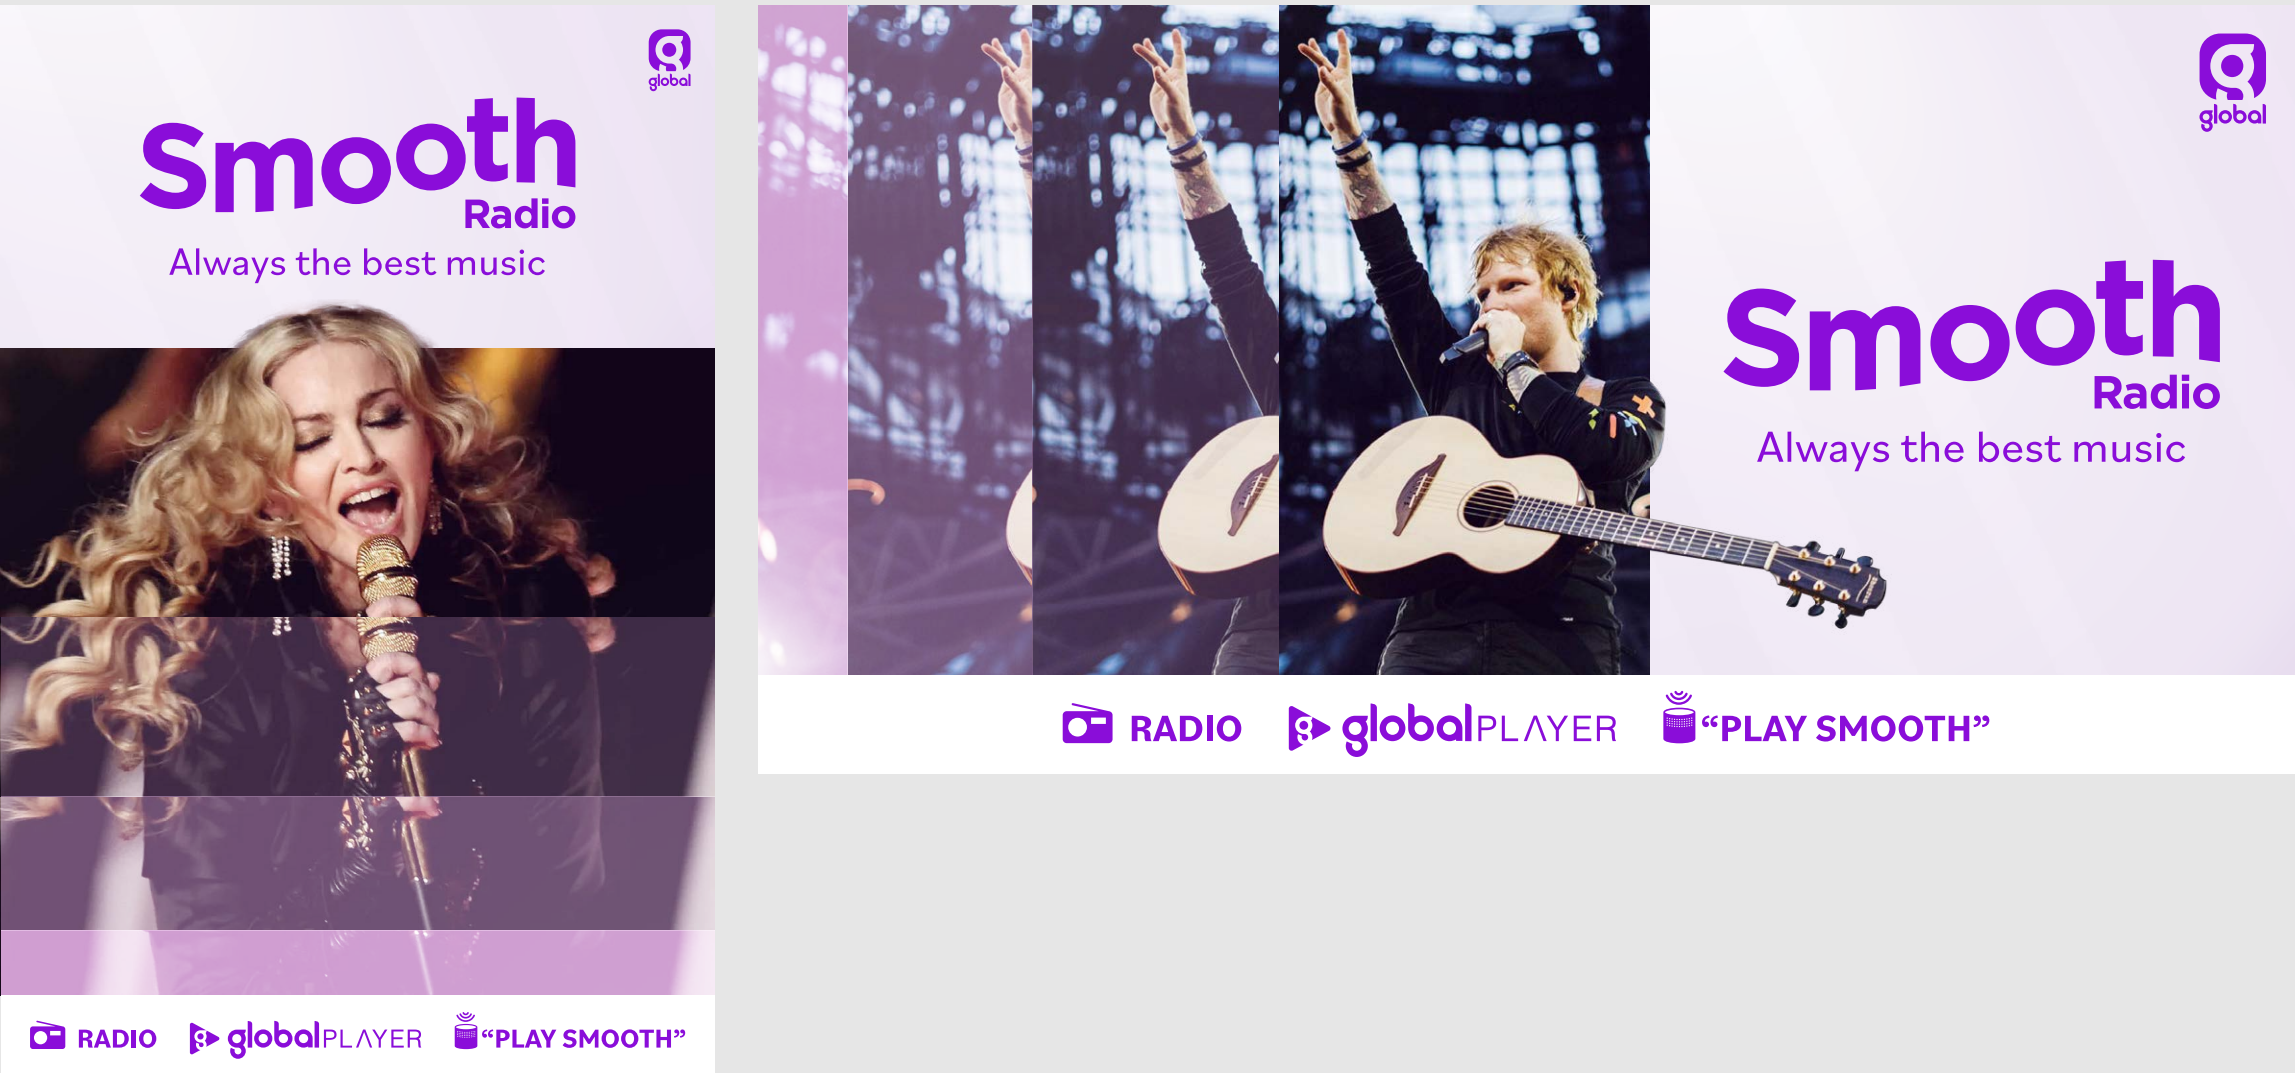 global
Smooth
Radio
Always the best music
RADIO
globalPLAYER
“PLAY SMOOTH”
global
Smooth
Radio
Always the best music
RADIO
globalPLAYER
“PLAY SMOOTH”